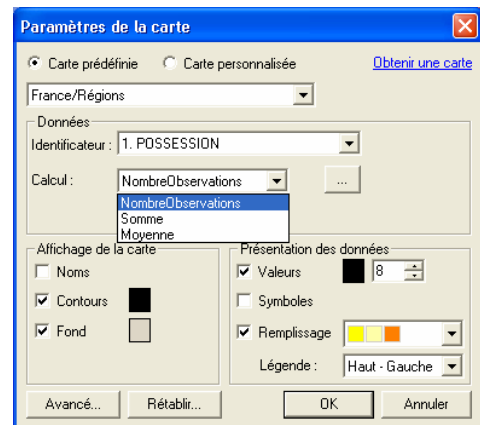 Paramètres de la carte
Carte prédéfinie Carte personnalisée Obtenir une carte
France/Régions
Données
Identificateur : 1. POSSESSION
Calcul : NombreObservations ...
NombreObservations
Somme
Moyenne
Affichage de la carte Présentation des données
Noms Valeurs 8
Contours Symboles
Fond Remplissage
Légende : Haut - Gauche
Avancé... Rétablir... OK Annuler